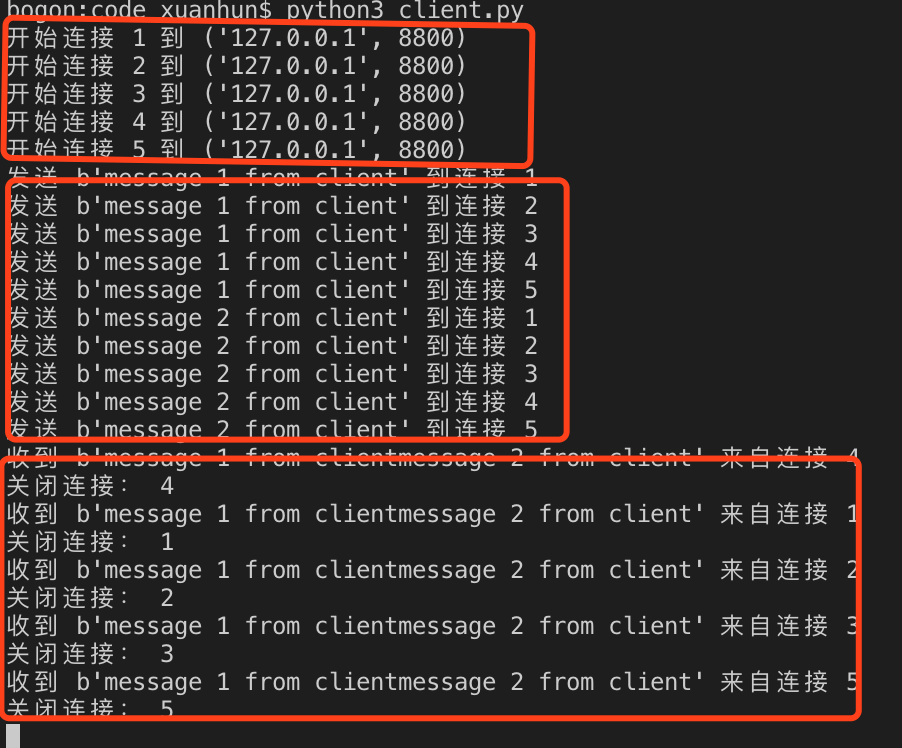 bogon:code xuanhun$ python3 client.py
开始连接 1 到 ('127.0.0.1', 8800)
开始连接 2 到 ('127.0.0.1', 8800)
开始连接 3 到 ('127.0.0.1', 8800)
开始连接 4 到 ('127.0.0.1', 8800)
开始连接 5 到 ('127.0.0.1', 8800)
发送 b'message 1 from client' 到连接 1
发送 b'message 1 from client' 到连接 2
发送 b'message 1 from client' 到连接 3
发送 b'message 1 from client' 到连接 4
发送 b'message 1 from client' 到连接 5
发送 b'message 2 from client' 到连接 1
发送 b'message 2 from client' 到连接 2
发送 b'message 2 from client' 到连接 3
发送 b'message 2 from client' 到连接 4
发送 b'message 2 from client' 到连接 5
收到 b'message 1 from clientmessage 2 from client' 来自连接 4
关闭连接： 4
收到 b'message 1 from clientmessage 2 from client' 来自连接 1
关闭连接： 1
收到 b'message 1 from clientmessage 2 from client' 来自连接 2
关闭连接： 2
收到 b'message 1 from clientmessage 2 from client' 来自连接 3
关闭连接： 3
收到 b'message 1 from clientmessage 2 from client' 来自连接 5
关闭连接： 5